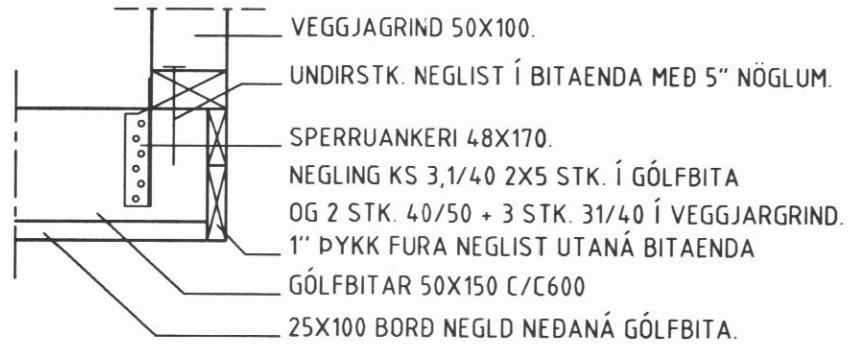 VEGGJAGRIND 50X100.
UNDIRSTK. NEGLIST Í BITAENDA MEÐ 5" NÖGLUM.
SPERRUANKERI 48X170.
NEGLING KS 3,1/40 2X5 STK. Í GÓLFBITA
OG 2 STK. 40/50 + 3 STK. 31/40 Í VEGGJARGRIND.
1" ÞYKK FURA NEGLIST UTANÁ BITAENDA
GÓLFBITAR 50X150 C/C600
25X100 BORÐ NEGLD NEÐANÁ GÓLFBITA.